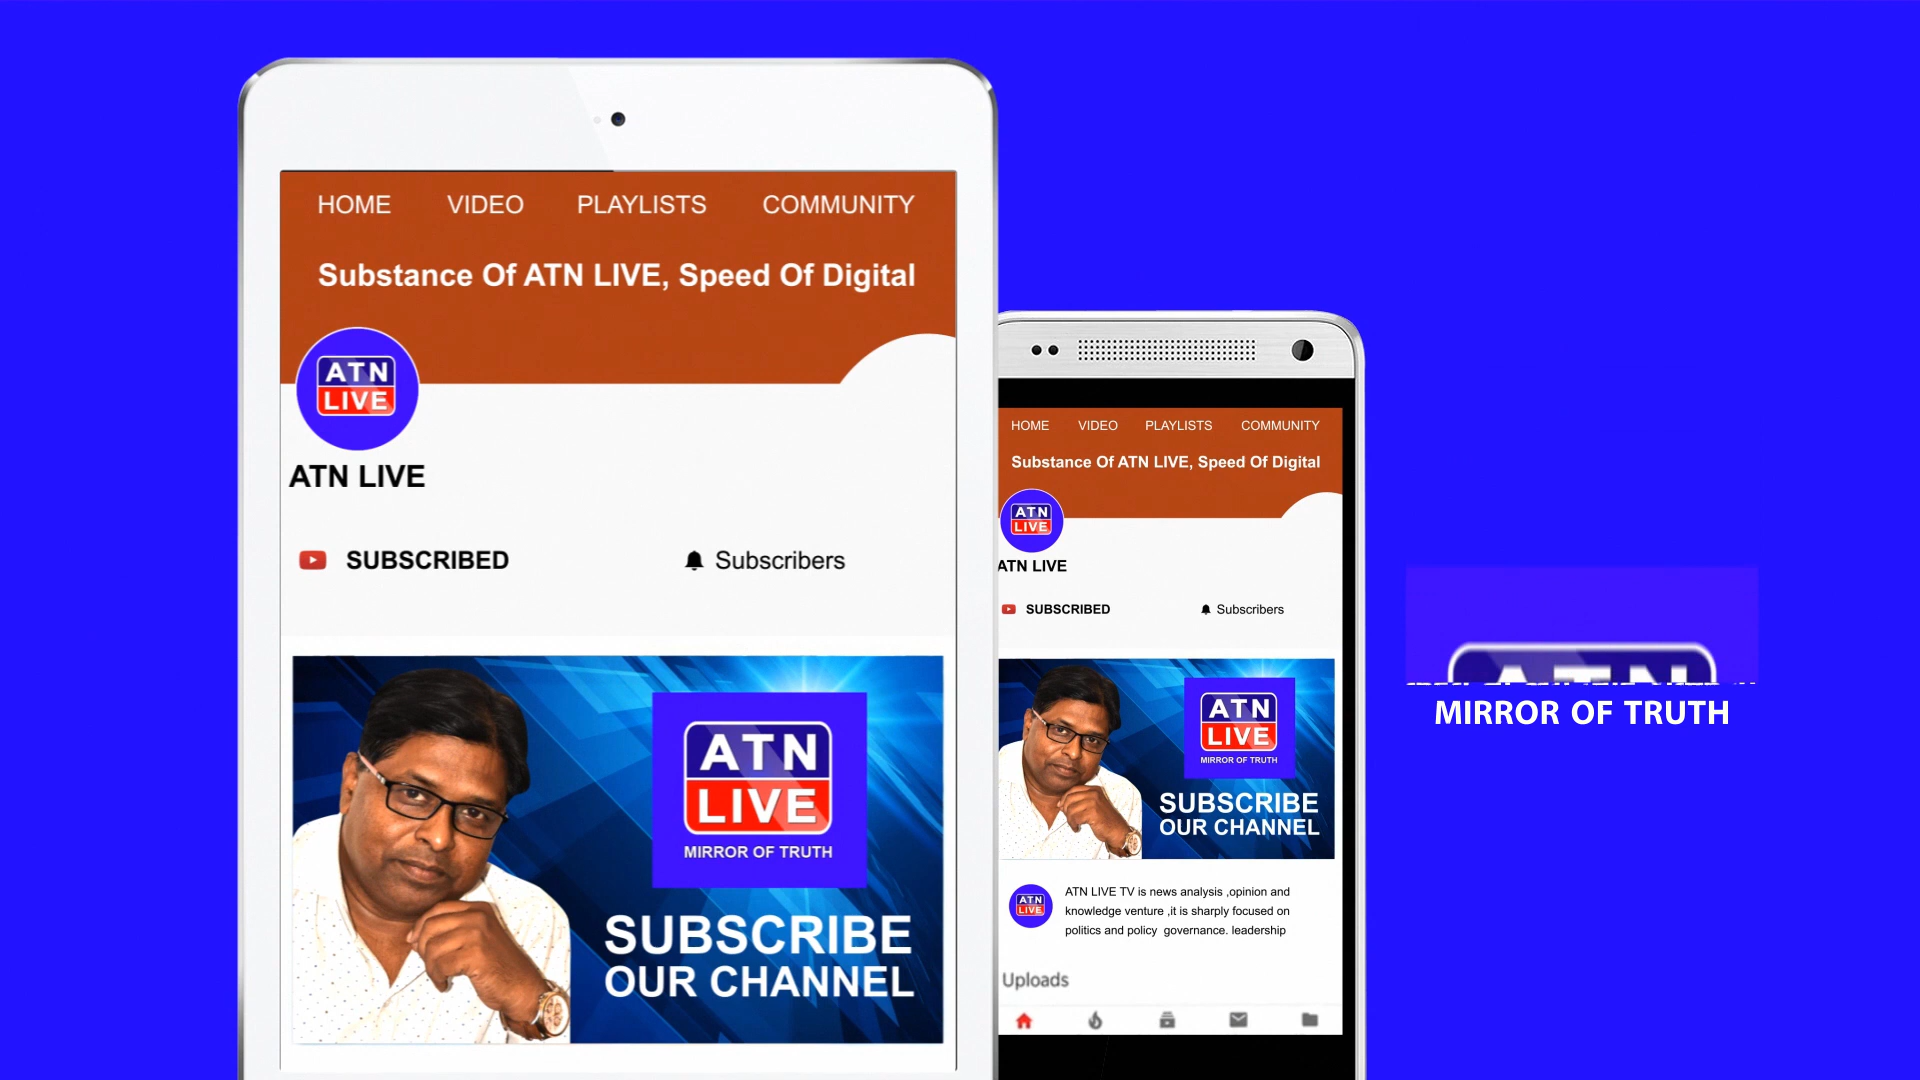 HOME VIDEO PLAYLISTS COMMUNITY
Substance Of ATN LIVE, Speed Of Digital
ATN
LIVE
ATN LIVE
SUBSCRIBED Subscribers
ATN
LIVE
MIRROR OF TRUTH
SUBSCRIBE
OUR CHANNEL
HOME VIDEO PLAYLISTS COMMUNITY
Substance Of ATN LIVE, Speed Of Digital
ATN
LIVE
ATN LIVE
SUBSCRIBED Subscribers
ATN
LIVE
MIRROR OF TRUTH
SUBSCRIBE
OUR CHANNEL
ATN
LIVE
ATN LIVE TV is news analysis ,opinion and
knowledge venture ,it is sharply focused on
politics and policy governance. leadership
Uploads
MIRROR OF TRUTH